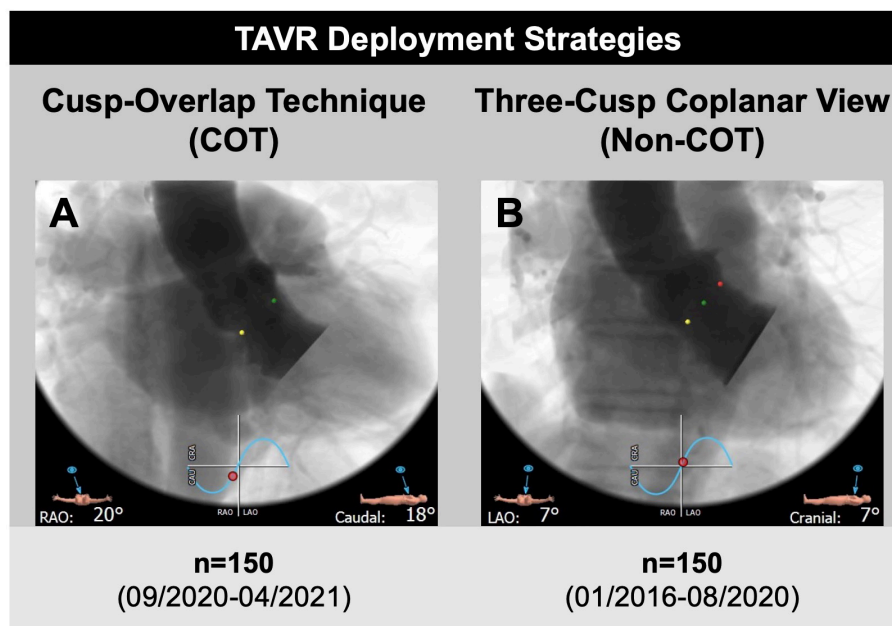 TAVR Deployment Strategies
Cusp-Overlap Technique
(COT)
Three-Cusp Coplanar View
(Non-COT)
A
B
CRA
CAU
RAO
LAO
RAO: 20°
Caudal: 18°
CRA
CAU
RAO
LAO
LAO: 7°
Cranial: 7°
n=150
(09/2020-04/2021)
n=150
(01/2016-08/2020)